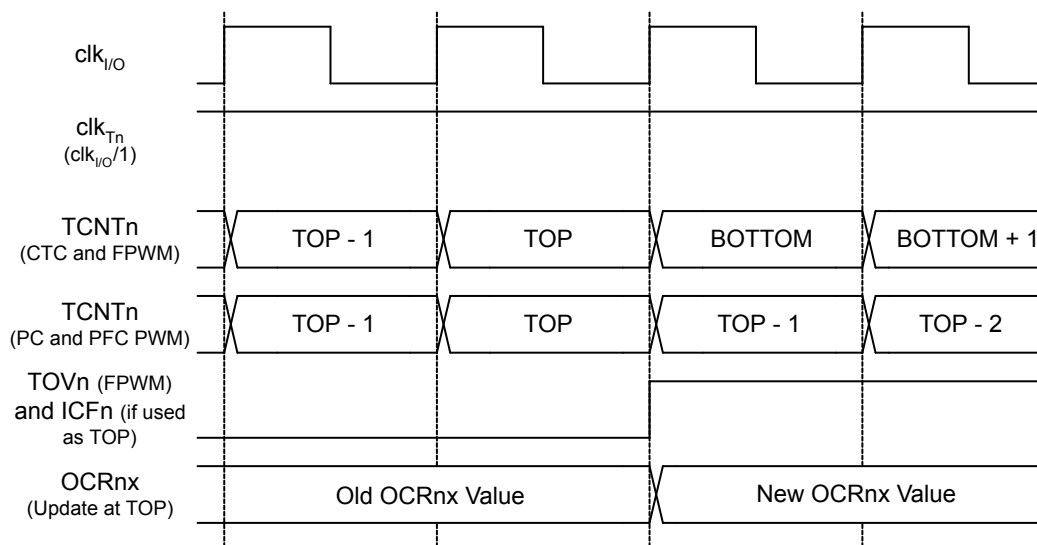 clkI/O
clkTn
(clkI/O/1)
TCNTn
(CTC and FPWM)
TOP - 1
TOP
BOTTOM
BOTTOM + 1
TCNTn
(PC and PFC PWM)
TOP - 1
TOP
TOP - 1
TOP - 2
TOVn (FPWM)
and ICFn (if used
as TOP)
OCRnx
(Update at TOP)
Old OCRnx Value
New OCRnx Value